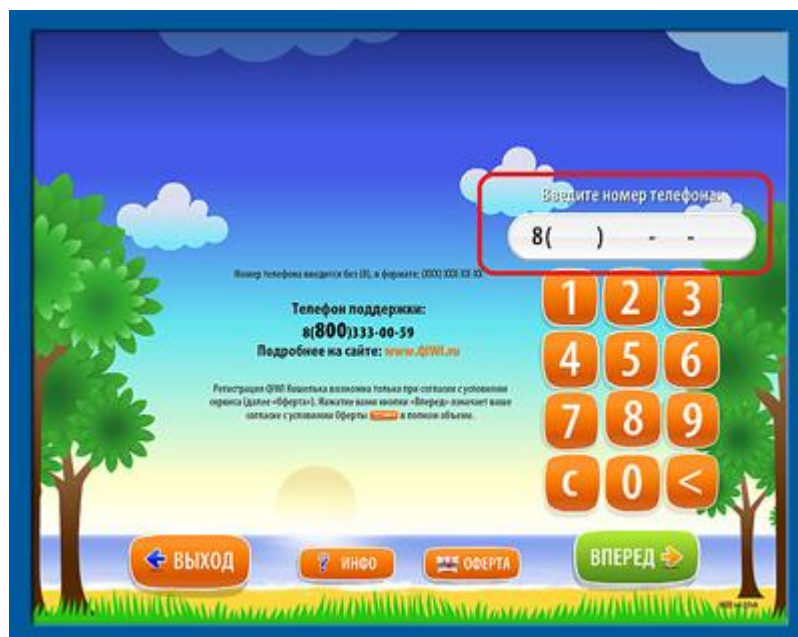 Введите номер телефона:
8( ) - -
Номер телефона вводится без (8), в формате: (XXX) XXX-XX-XX
Телефон поддержки:
8(800)333-00-59
Подробнее на сайте: www.QIWI.ru
Регистрация QIWI Кошелька возможна только при согласии с условиями
сервиса (далее «Оферта»). Нажатие вами кнопки «Вперед» означает ваше
согласие с условиями Оферты в полном объеме.
1 2 3
4 5 6
7 8 9
C 0 <
ВЫХОД
ИНФО
ОФЕРТА
ВПЕРЕД